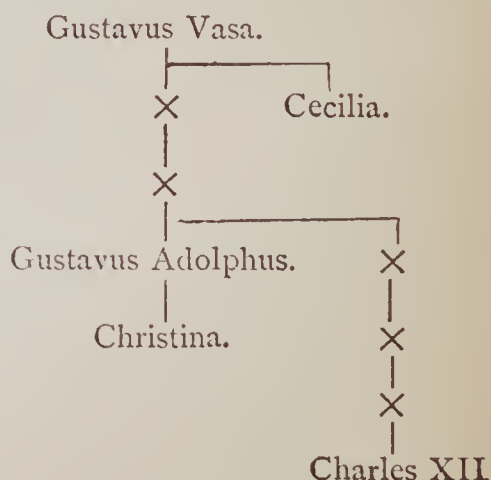 Gustavus Vasa.
× Cecilia.
×
Gustavus Adolphus. ×
Christina. ×
×
Charles XII